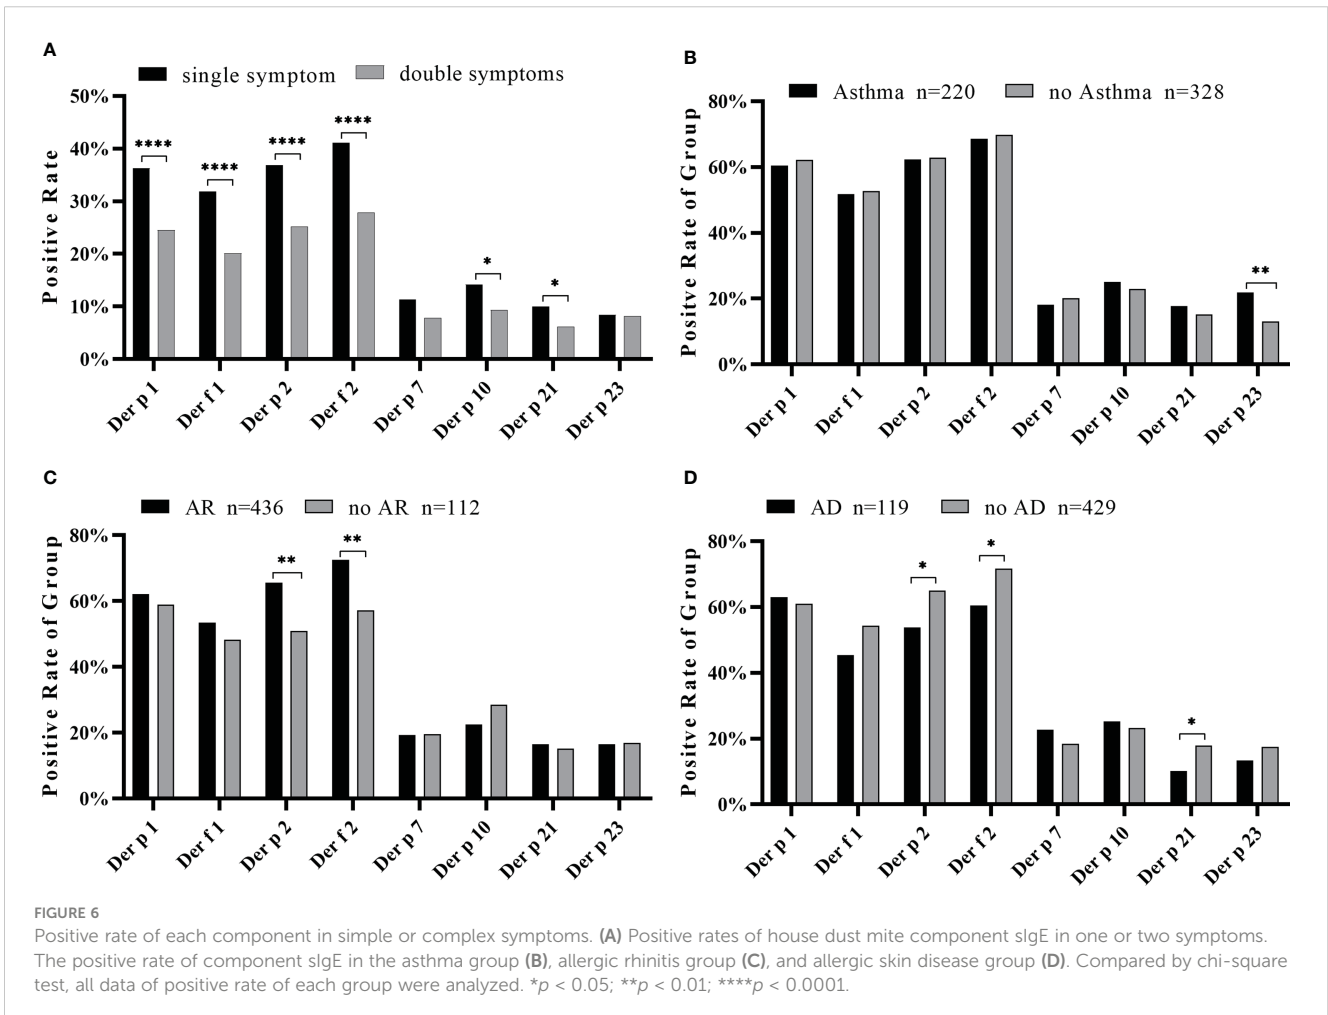 A
single symptom double symptoms
Positive Rate
50%
40%
30%
20%
10%
0%
**** **** **** **** * *
Der p 1 Der f 1 Der p 2 Der f 2 Der p 7 Der p 10 Der p 21 Der p 23
B
Asthma n=220 no Asthma n=328
Positve Rate of Group
80%
60%
40%
20%
0%
**
Der p 1 Der f 1 Der p 2 Der f 2 Der p 7 Der p 10 Der p 21 Der p 23
C
AR n=436 no AR n=112
Positive Rate of Group
80%
60%
40%
20%
0%
** **
Der p 1 Der f 1 Der p 2 Der f 2 Der p 7 Der p 10 Der p 21 Der p 23
D
AD n=119 no AD n=429
Positve Rate of Group
80%
60%
40%
20%
0%
* * *
Der p 1 Der f 1 Der p 2 Der f 2 Der p 7 Der p 10 Der p 21 Der p 23
FIGURE 6
Positive rate of each component in simple or complex symptoms. (A) Positive rates of house dust mite component sIgE in one or two symptoms.
The positive rate of component sIgE in the asthma group (B), allergic rhinitis group (C), and allergic skin disease group (D). Compared by chi-square
test, all data of positive rate of each group were analyzed. *p < 0.05; **p < 0.01; ****p < 0.0001.